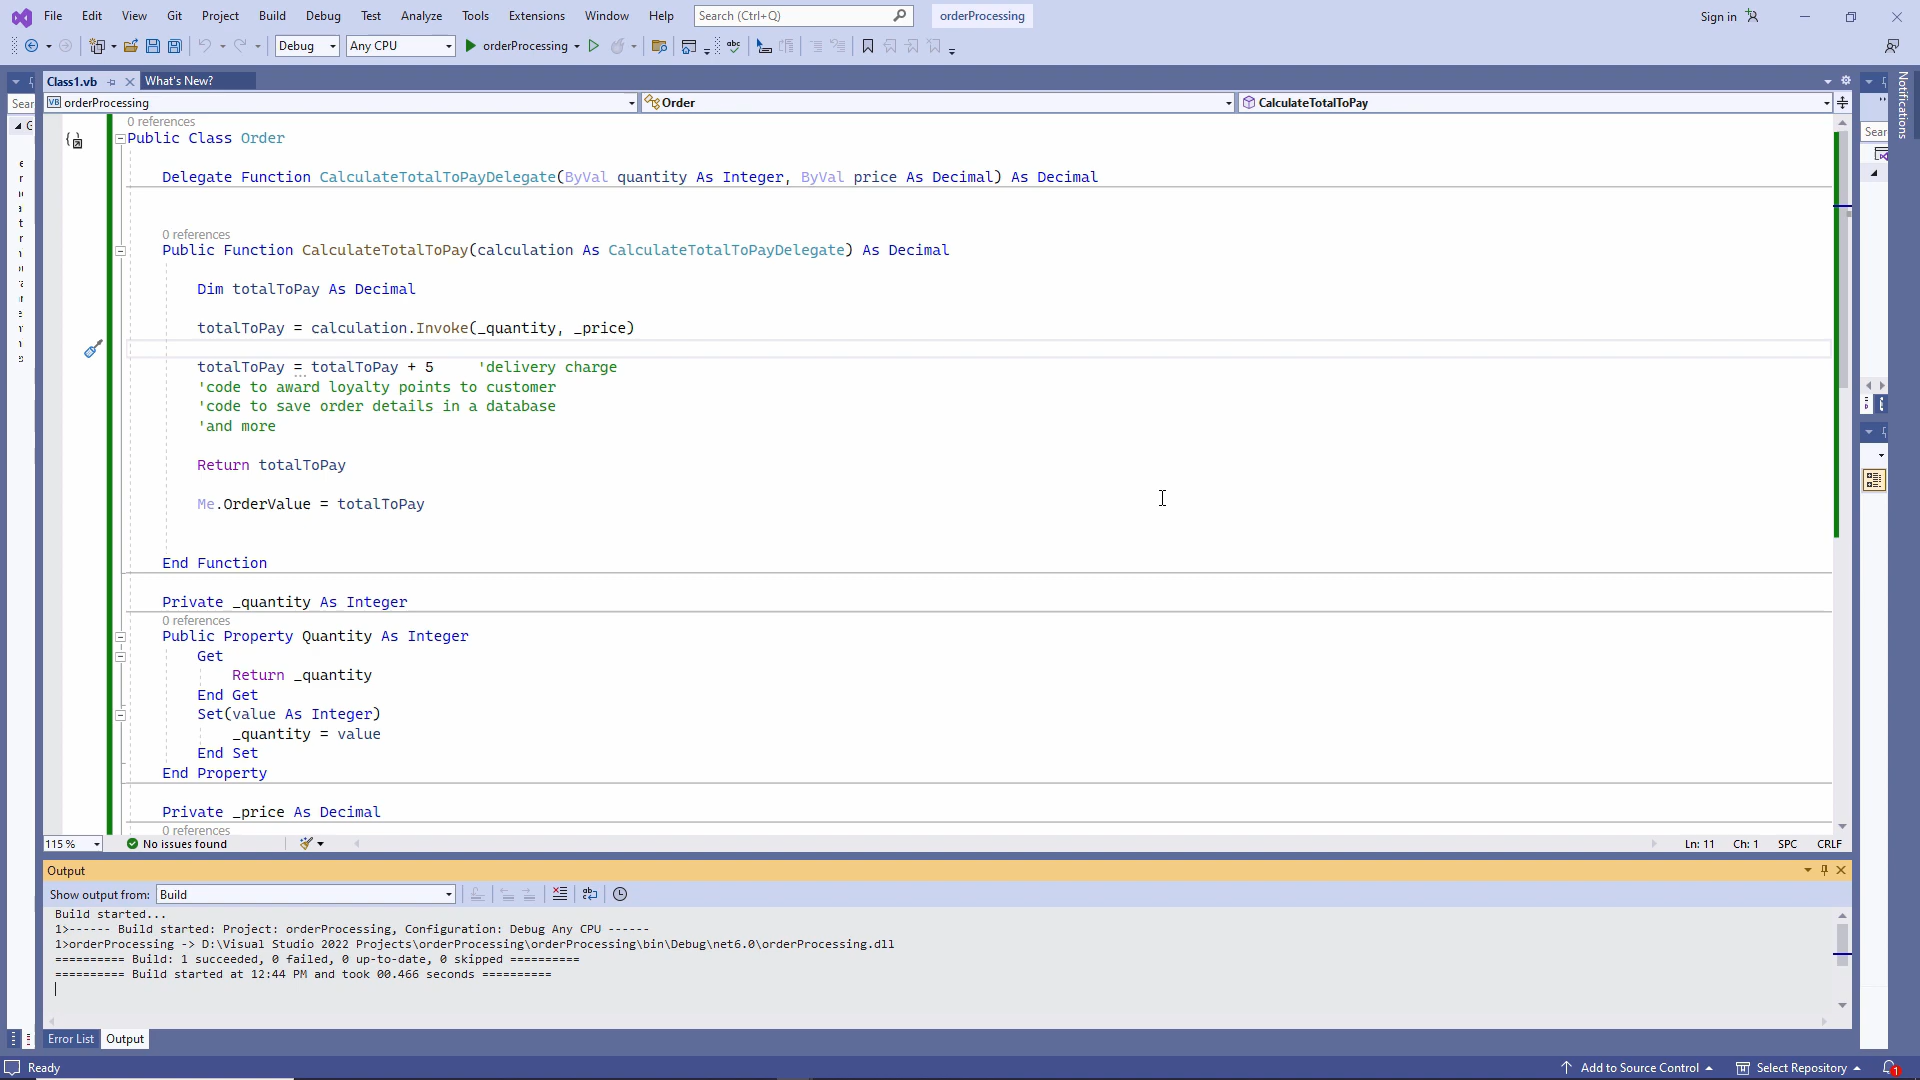 File Edit View Git Project Build Debug Test Analyze Tools Extensions Window Help Search (Ctrl+Q) orderProcessing Sign in
Debug Any CPU orderProcessing
Class1.vb What's New?
Sear orderProcessing Order CalculateTotalToPay
Notifications
Sear
0 references
Public Class Order
Delegate Function CalculateTotalToPayDelegate(ByVal quantity As Integer, ByVal price As Decimal) As Decimal
0 references
Public Function CalculateTotalToPay(calculation As CalculateTotalToPayDelegate) As Decimal
Dim totalToPay As Decimal
totalToPay = calculation.Invoke(_quantity, _price)
totalToPay = totalToPay + 5 'delivery charge
'code to award loyalty points to customer
'code to save order details in a database
'and more
Return totalToPay
Me.OrderValue = totalToPay
End Function
Private _quantity As Integer
0 references
Public Property Quantity As Integer
Get
Return _quantity
End Get
Set(value As Integer)
_quantity = value
End Set
End Property
Private _price As Decimal
0 references
115 % No issues found Ln: 11 Ch: 1 SPC CRLF
Output
Show output from: Build
Build started...
1>------ Build started: Project: orderProcessing, Configuration: Debug Any CPU ------
1>orderProcessing -> D:\Visual Studio 2022 Projects\orderProcessing\orderProcessing\bin\Debug\net6.0\orderProcessing.dll
========== Build: 1 succeeded, 0 failed, 0 up-to-date, 0 skipped ==========
========== Build started at 12:44 PM and took 00.466 seconds ==========
Error List Output
Ready Add to Source Control Select Repository 1